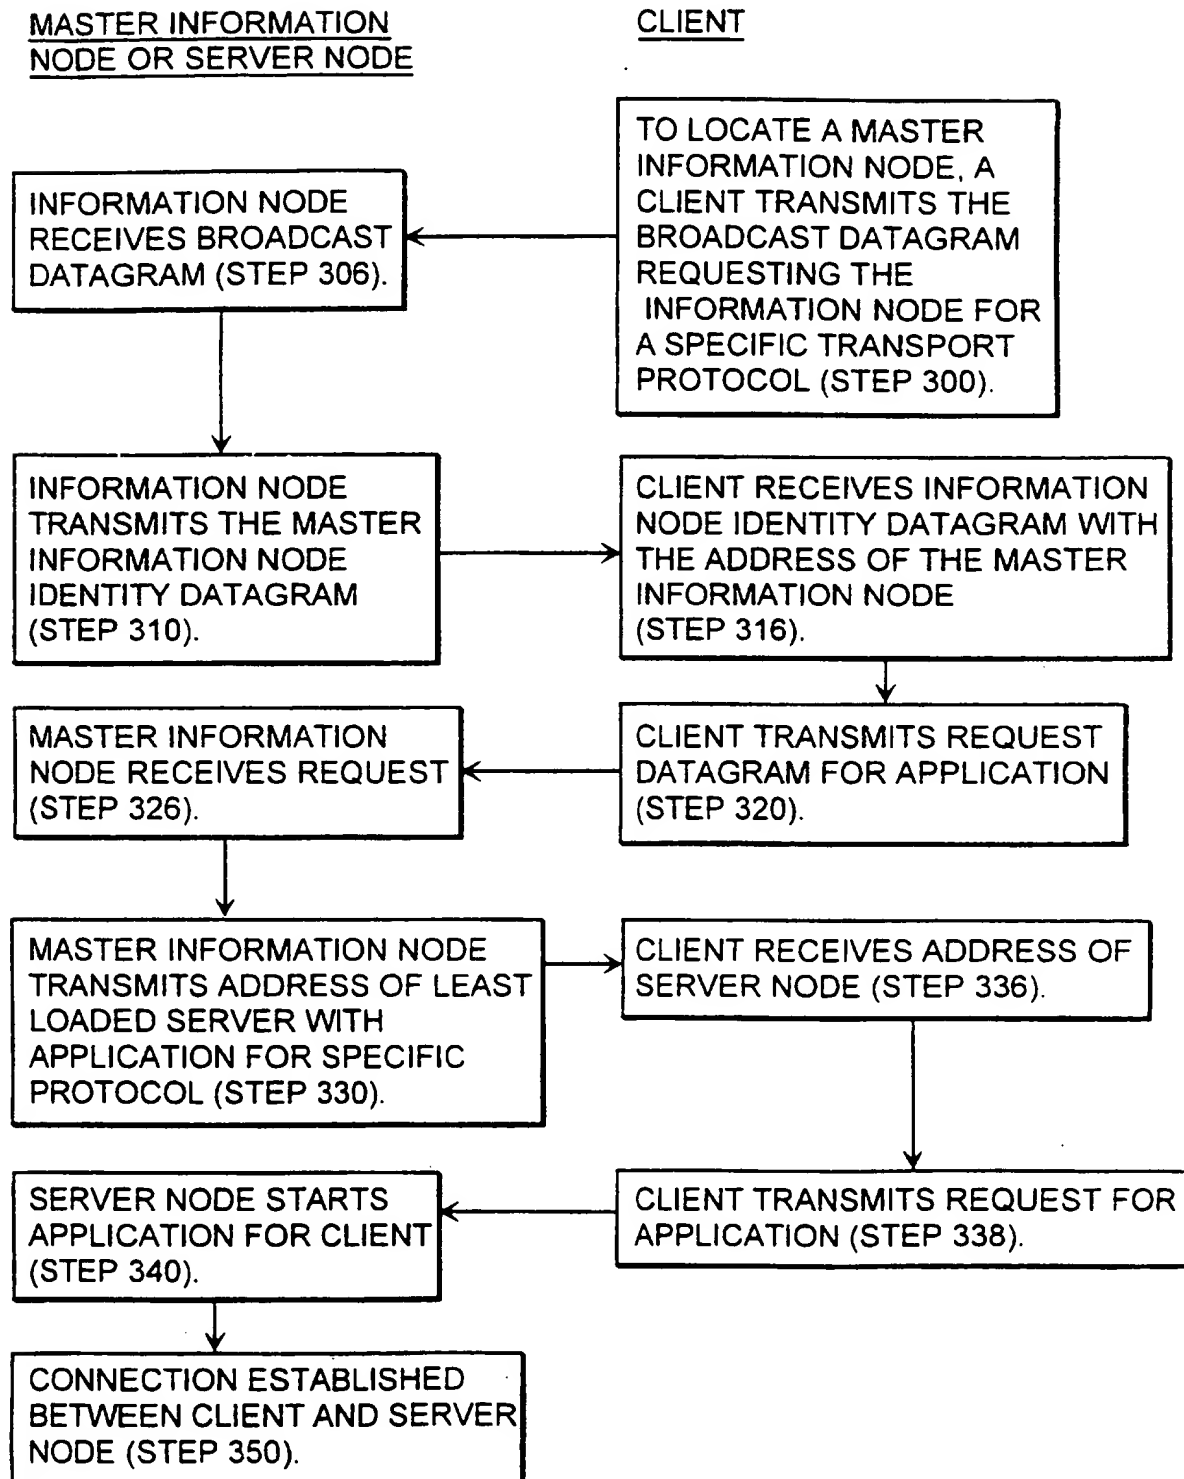 MASTER INFORMATION
NODE OR SERVER NODE
CLIENT
TO LOCATE A MASTER
INFORMATION NODE, A
CLIENT TRANSMITS THE
BROADCAST DATAGRAM
REQUESTING THE
INFORMATION NODE FOR
A SPECIFIC TRANSPORT
PROTOCOL (STEP 300).
INFORMATION NODE
RECEIVES BROADCAST
DATAGRAM (STEP 306).
INFORMATION NODE
TRANSMITS THE MASTER
INFORMATION NODE
IDENTITY DATAGRAM
(STEP 310).
CLIENT RECEIVES INFORMATION
NODE IDENTITY DATAGRAM WITH
THE ADDRESS OF THE MASTER
INFORMATION NODE
(STEP 316).
CLIENT TRANSMITS REQUEST
DATAGRAM FOR APPLICATION
(STEP 320).
MASTER INFORMATION
NODE RECEIVES REQUEST
(STEP 326).
MASTER INFORMATION NODE
TRANSMITS ADDRESS OF LEAST
LOADED SERVER WITH
APPLICATION FOR SPECIFIC
PROTOCOL (STEP 330).
CLIENT RECEIVES ADDRESS OF
SERVER NODE (STEP 336).
CLIENT TRANSMITS REQUEST FOR
APPLICATION (STEP 338).
SERVER NODE STARTS
APPLICATION FOR CLIENT
(STEP 340).
CONNECTION ESTABLISHED
BETWEEN CLIENT AND SERVER
NODE (STEP 350).